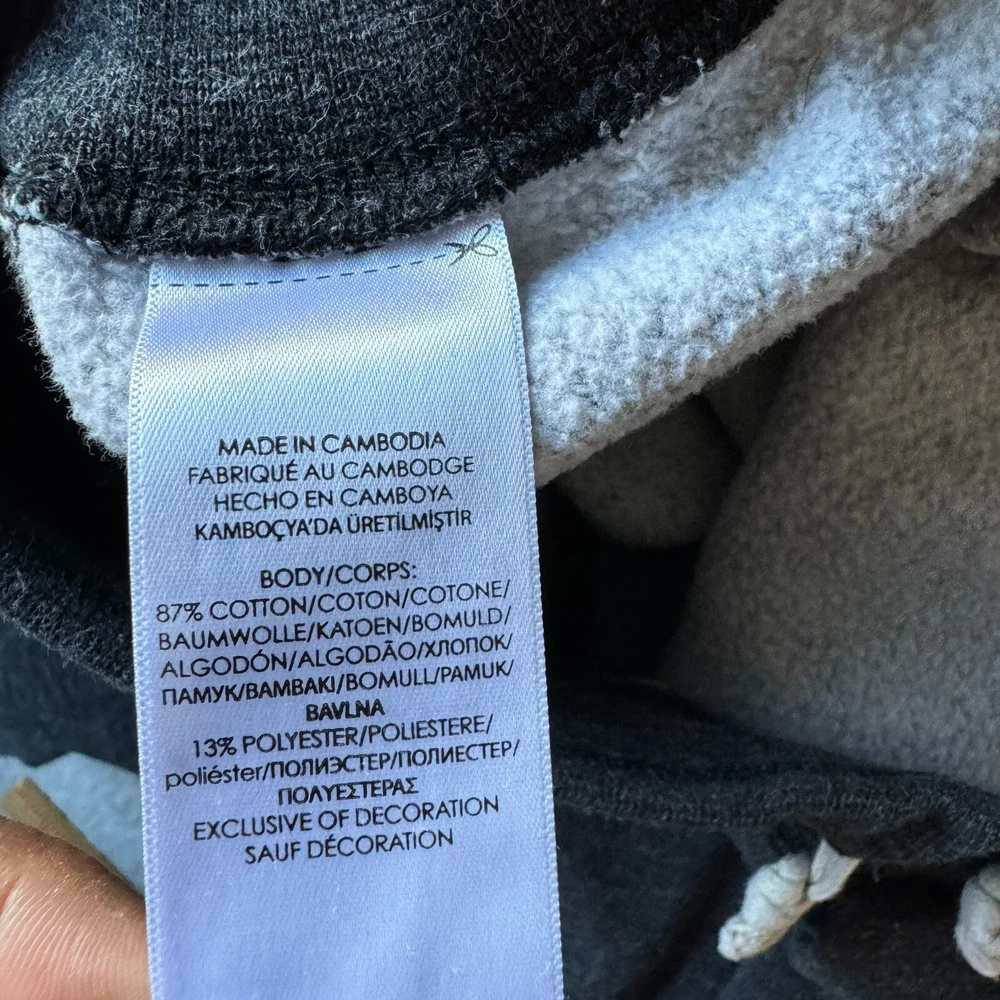 MADE IN CAMBODIA
FABRIQUÉ AU CAMBODGE
HECHO EN CAMBOYA
KAMBOÇYA'DA ÜRETİLMİŞTİR
BODY/CORPS:
87% COTTON/COTON/COTONE/
BAUMWOLLE/KATOEN/BOMULD/
ALGODÓN/ALGODÃO/ХЛОПОК/
ПАМУК/ΒΑΜΒΑΚΙ/BOMULL/PAMUK/
BAVLNA
13% POLYESTER/POLIESTERE/
poliéster/ПОЛИЭСТЕР/ПОЛИЕСТЕР/
ΠΟΛΥΕΣΤΕΡΑΣ
EXCLUSIVE OF DECORATION
SAUF DÉCORATION